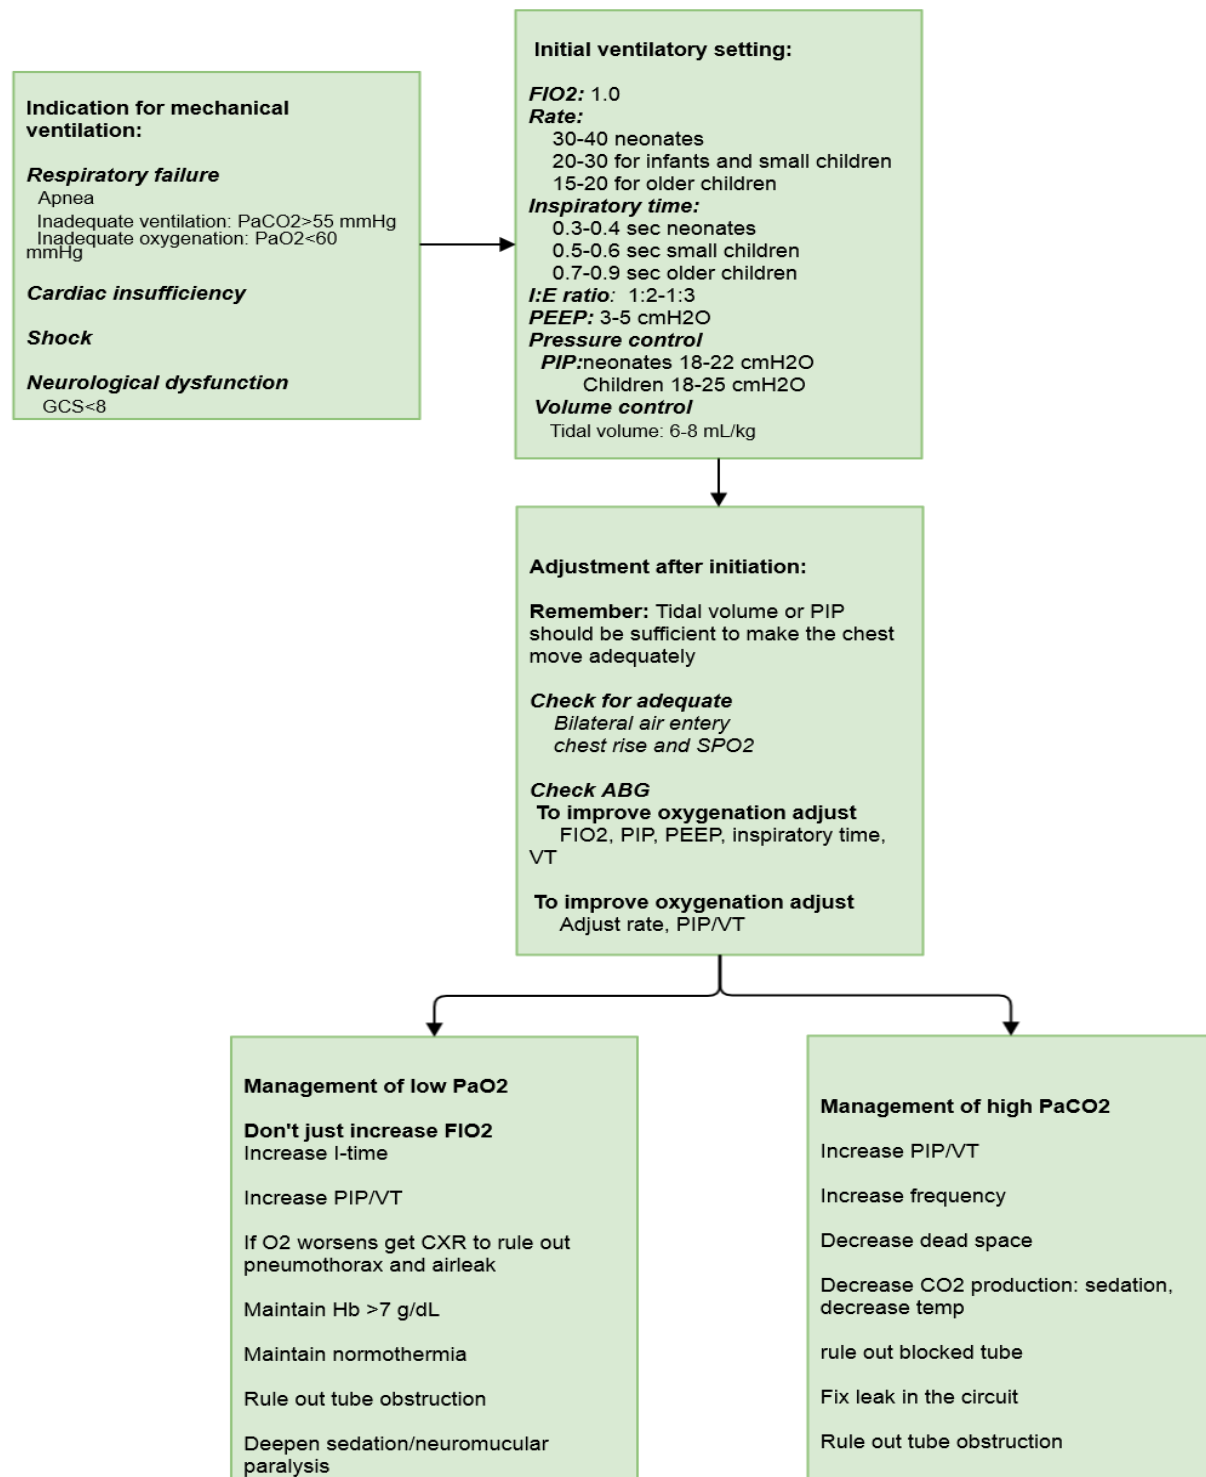 Indication for mechanical
ventilation:
Respiratory failure
Apnea
Inadequate ventilation: PaCO2>55 mmHg
Inadequate oxygenation: PaO2<60
mmHg
Cardiac insufficiency
Shock
Neurological dysfunction
GCS<8
Initial ventilatory setting:
FIO2: 1.0
Rate:
30-40 neonates
20-30 for infants and small children
15-20 for older children
Inspiratory time:
0.3-0.4 sec neonates
0.5-0.6 sec small children
0.7-0.9 sec older children
I:E ratio: 1:2-1:3
PEEP: 3-5 cmH2O
Pressure control
PIP:neonates 18-22 cmH2O
Children 18-25 cmH2O
Volume control
Tidal volume: 6-8 mL/kg
Adjustment after initiation:
Remember: Tidal volume or PIP
should be sufficient to make the chest
move adequately
Check for adequate
Bilateral air entery
chest rise and SPO2
Check ABG
To improve oxygenation adjust
FIO2, PIP, PEEP, inspiratory time,
VT
To improve oxygenation adjust
Adjust rate, PIP/VT
Management of low PaO2
Don't just increase FIO2
Increase I-time
Increase PIP/VT
If O2 worsens get CXR to rule out
pneumothorax and airleak
Maintain Hb >7 g/dL
Maintain normothermia
Rule out tube obstruction
Deepen sedation/neuromucular
paralysis
Management of high PaCO2
Increase PIP/VT
Increase frequency
Decrease dead space
Decrease CO2 production: sedation,
decrease temp
rule out blocked tube
Fix leak in the circuit
Rule out tube obstruction